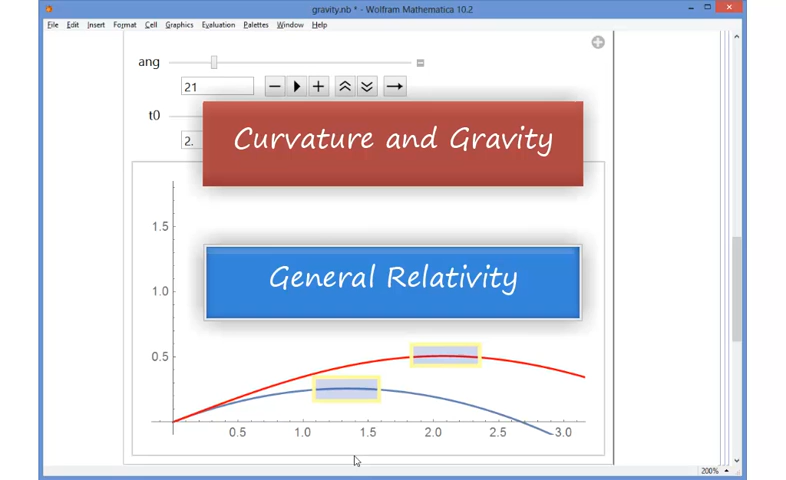 gravity.nb * - Wolfram Mathematica 10.2
File Edit Insert Format Cell Graphics Evaluation Palettes Window Help
ang
21
t0
2.
Curvature and Gravity
General Relativity
1.5
1.0
0.5
0.5 1.0 1.5 2.0 2.5 3.0
200%